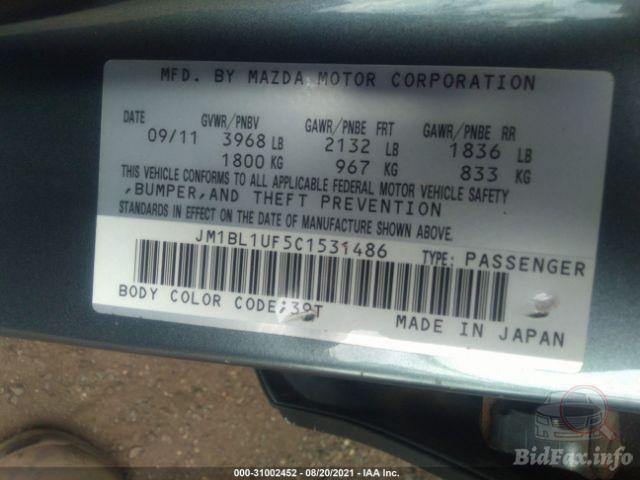 MFD. BY MAZDA MOTOR CORPORATION
DATE GVWR/PNBV GAWR/PNBE FRT GAWR/PNBE RR
09/11 3968 LB 2132 LB 1836 LB
1800 KG 967 KG 833 KG
THIS VEHICLE CONFORMS TO ALL APPLICABLE FEDERAL MOTOR VEHICLE SAFETY
,BUMPER,AND THEFT PREVENTION
STANDARDS IN EFFECT ON THE DATE OF MANUFACTURE SHOWN ABOVE.
JM1BL1UF5C1531486
TYPE: PASSENGER
BODY COLOR CODE:39T
MADE IN JAPAN
000-31002452 - 08/20/2021 - IAA Inc.
BidFax.info